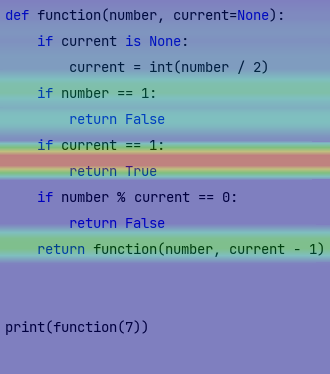 def function(number, current=None):
    if current is None:
        current = int(number / 2)
    if number == 1:
        return False
    if current == 1:
        return True
    if number % current == 0:
        return False
    return function(number, current - 1)
print(function(7))